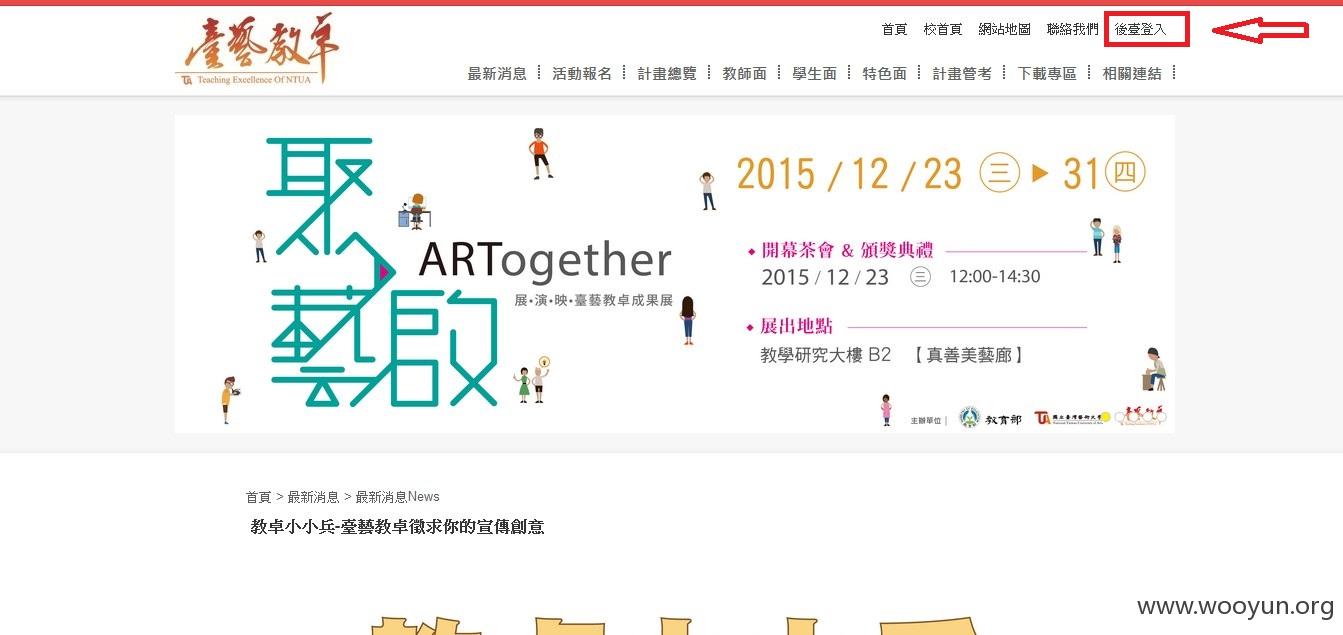 臺藝教卓
Teaching Excellence Of NTUA
首頁 校首頁 網站地圖 聯絡我們 後臺登入
最新消息 活動報名 計畫總覽 教師面 學生面 特色面 計畫管考 下載專區 相關連結
聚
藝啟
ARTogether
展•演•映•臺藝教卓成果展
2015 / 12 / 23 三 ▶ 31 四
開幕茶會 & 頒獎典禮
2015 / 12 / 23 三 12:00-14:30
展出地點
教學研究大樓 B2 【真善美藝廊】
主辦單位 | 教育部 國立臺灣藝術大學
首頁 > 最新消息 > 最新消息News
教卓小小兵-臺藝教卓徵求你的宣傳創意
www.wooyun.org